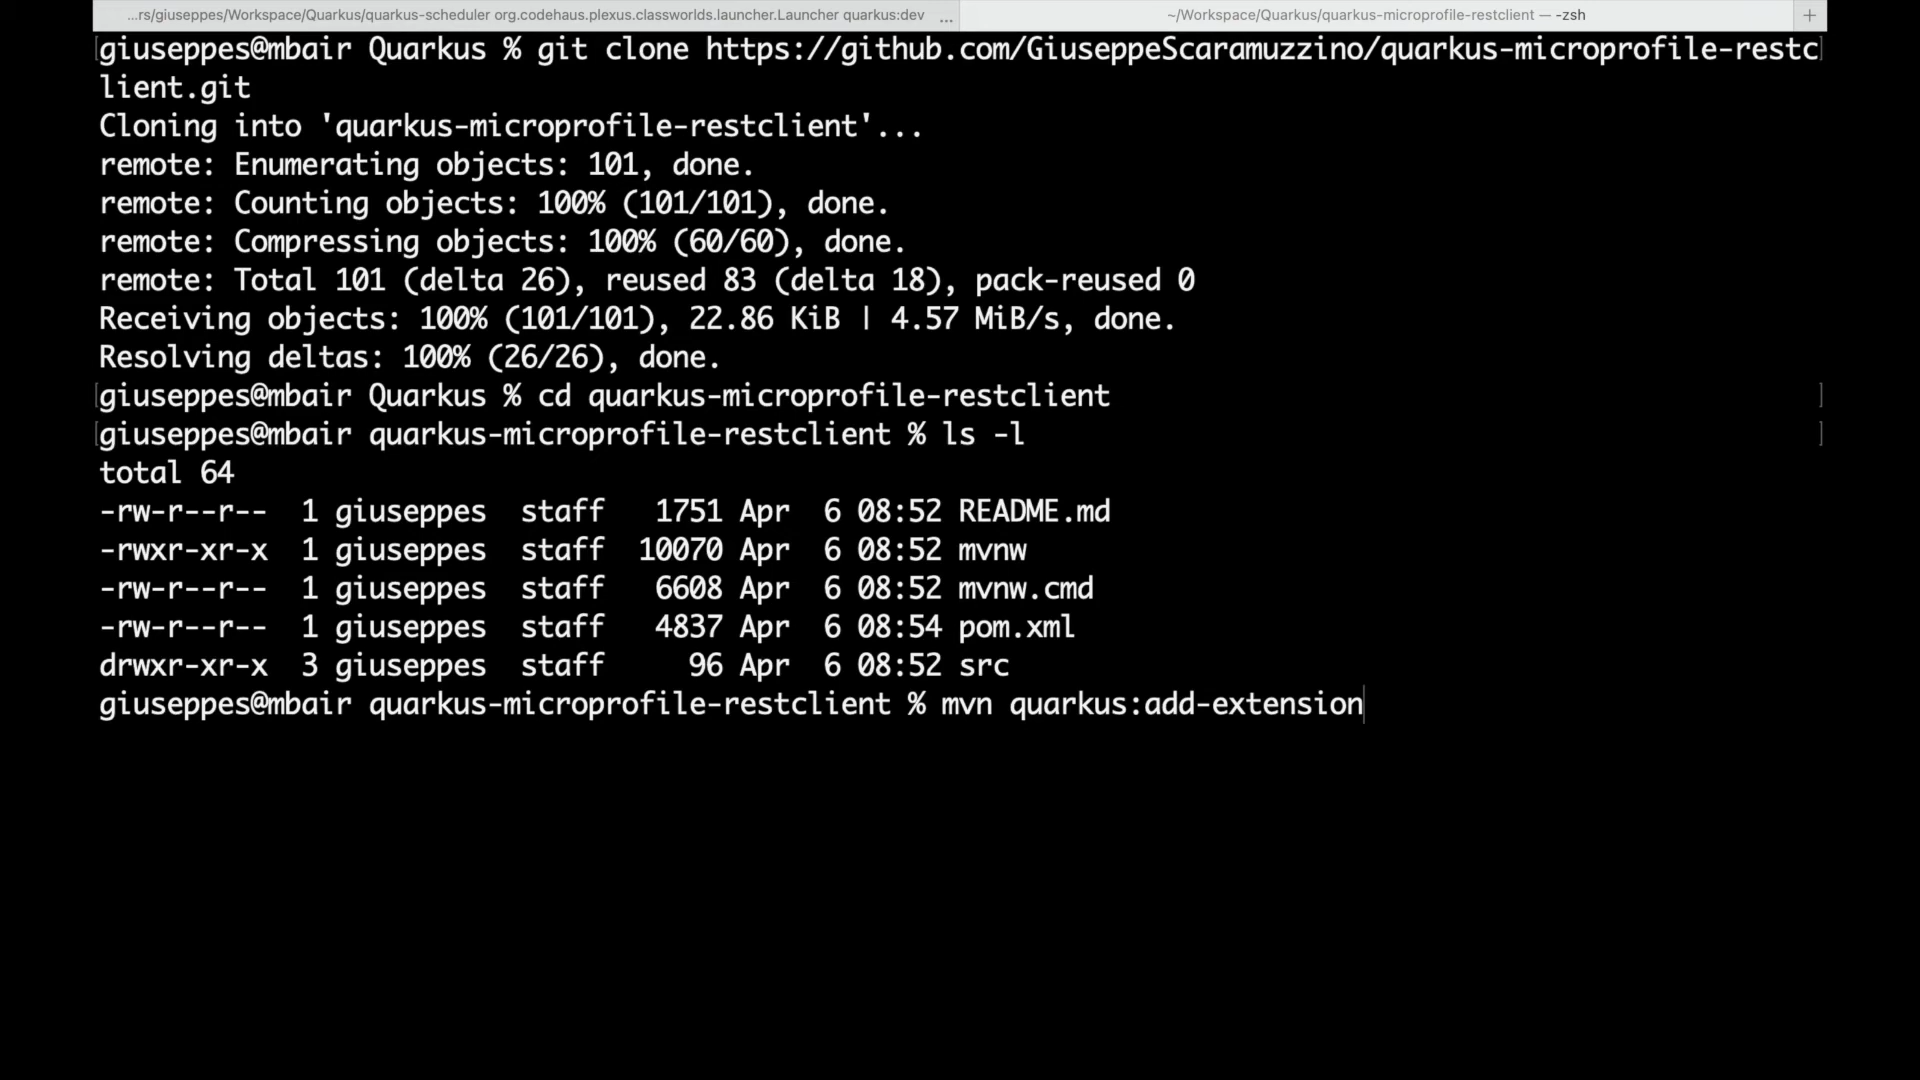 ...rs/giuseppes/Workspace/Quarkus/quarkus-scheduler org.codehaus.plexus.classworlds.launcher.Launcher quarkus:dev ...
~/Workspace/Quarkus/quarkus-microprofile-restclient — -zsh +
[giuseppes@mbair Quarkus % git clone https://github.com/GiuseppeScaramuzzino/quarkus-microprofile-restc]
lient.git
Cloning into 'quarkus-microprofile-restclient'...
remote: Enumerating objects: 101, done.
remote: Counting objects: 100% (101/101), done.
remote: Compressing objects: 100% (60/60), done.
remote: Total 101 (delta 26), reused 83 (delta 18), pack-reused 0
Receiving objects: 100% (101/101), 22.86 KiB | 4.57 MiB/s, done.
Resolving deltas: 100% (26/26), done.
[giuseppes@mbair Quarkus % cd quarkus-microprofile-restclient ]
[giuseppes@mbair quarkus-microprofile-restclient % ls -l ]
total 64
-rw-r--r--  1 giuseppes  staff   1751 Apr  6 08:52 README.md
-rwxr-xr-x  1 giuseppes  staff  10070 Apr  6 08:52 mvnw
-rw-r--r--  1 giuseppes  staff   6608 Apr  6 08:52 mvnw.cmd
-rw-r--r--  1 giuseppes  staff   4837 Apr  6 08:54 pom.xml
drwxr-xr-x  3 giuseppes  staff     96 Apr  6 08:52 src
giuseppes@mbair quarkus-microprofile-restclient % mvn quarkus:add-extension